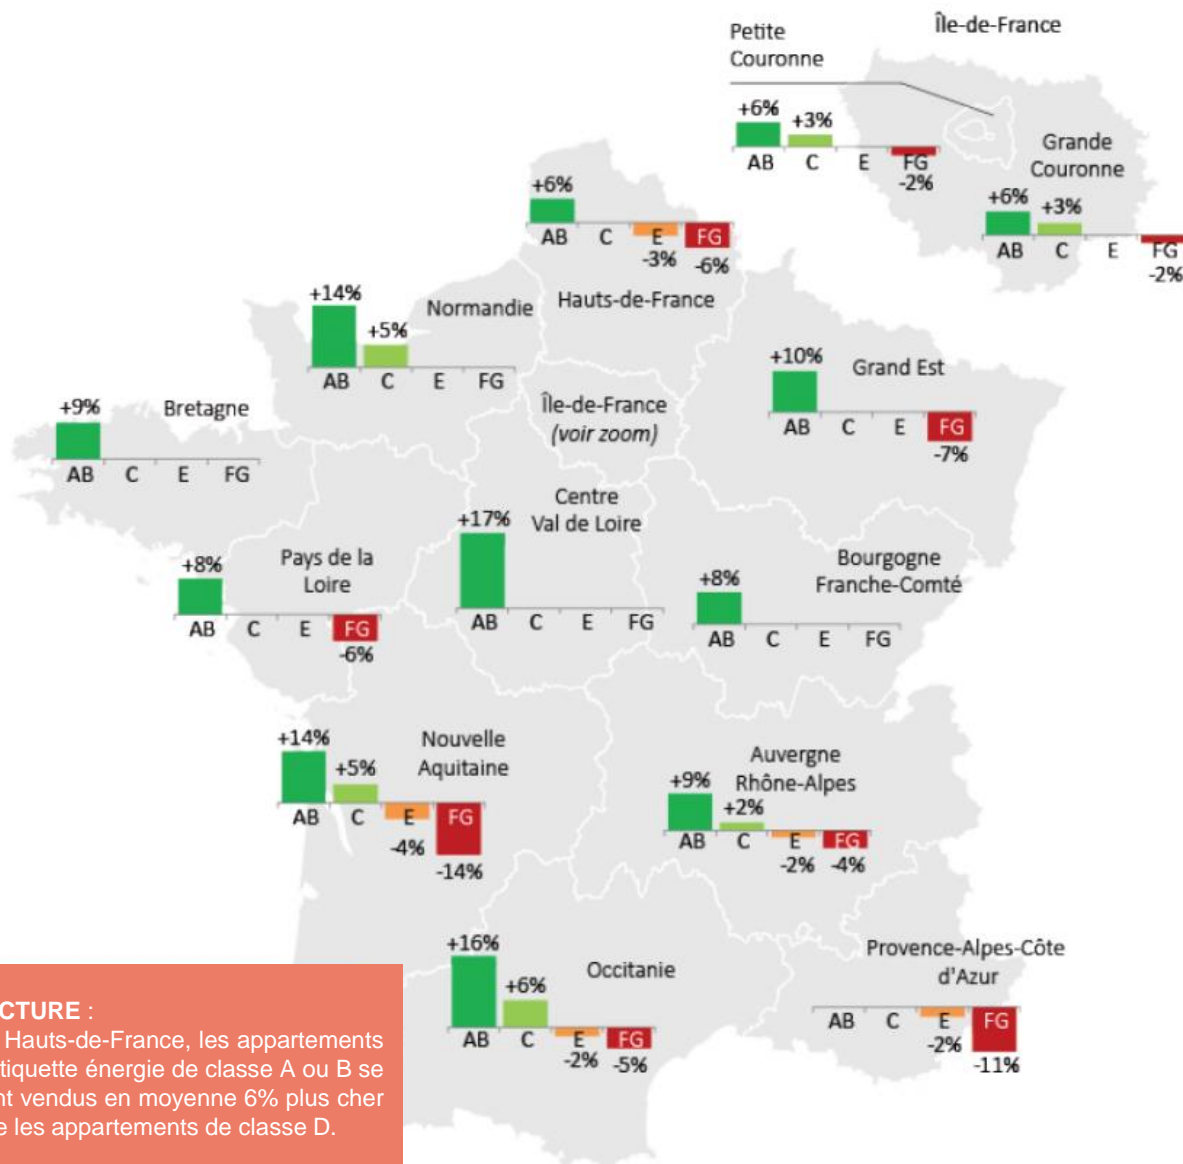 Île-de-France
Petite
Couronne
+6%
+3%
AB C E FG
-2%
Grande
Couronne
+6%
+3%
AB C E FG
-2%
+6%
AB C E FG
-3% -6%
Hauts-de-France
+14%
+5%
Normandie
AB C E FG
+10%
Grand Est
AB C E FG
-7%
Île-de-France
(voir zoom)
+9%
Bretagne
AB C E FG
Centre
Val de Loire
+17%
AB C E FG
+8%
Pays de la
Loire
AB C E FG
-6%
Bourgogne
Franche-Comté
+8%
AB C E FG
+14%
+5%
Nouvelle
Aquitaine
AB C E FG
-4%
-14%
Auvergne
Rhône-Alpes
+9%
+2%
AB C E FG
-2% -4%
+16%
+6%
Occitanie
AB C E FG
-2% -5%
Provence-Alpes-Côte
d'Azur
AB C E FG
-2%
-11%
CTURE :
Hauts-de-France, les appartements
tiquette énergie de classe A ou B se
nt vendus en moyenne 6% plus cher
e les appartements de classe D.